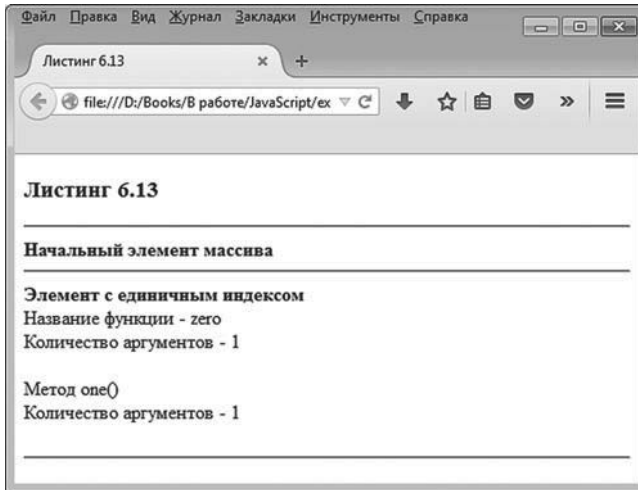 Файл Правка Вид Журнал Закладки Инструменты Справка
Листинг 6.13
file:///D:/Books/В работе/JavaScript/ex
Листинг 6.13
Начальный элемент массива
Элемент с единичным индексом
Название функции - zero
Количество аргументов - 1
Метод one()
Количество аргументов - 1